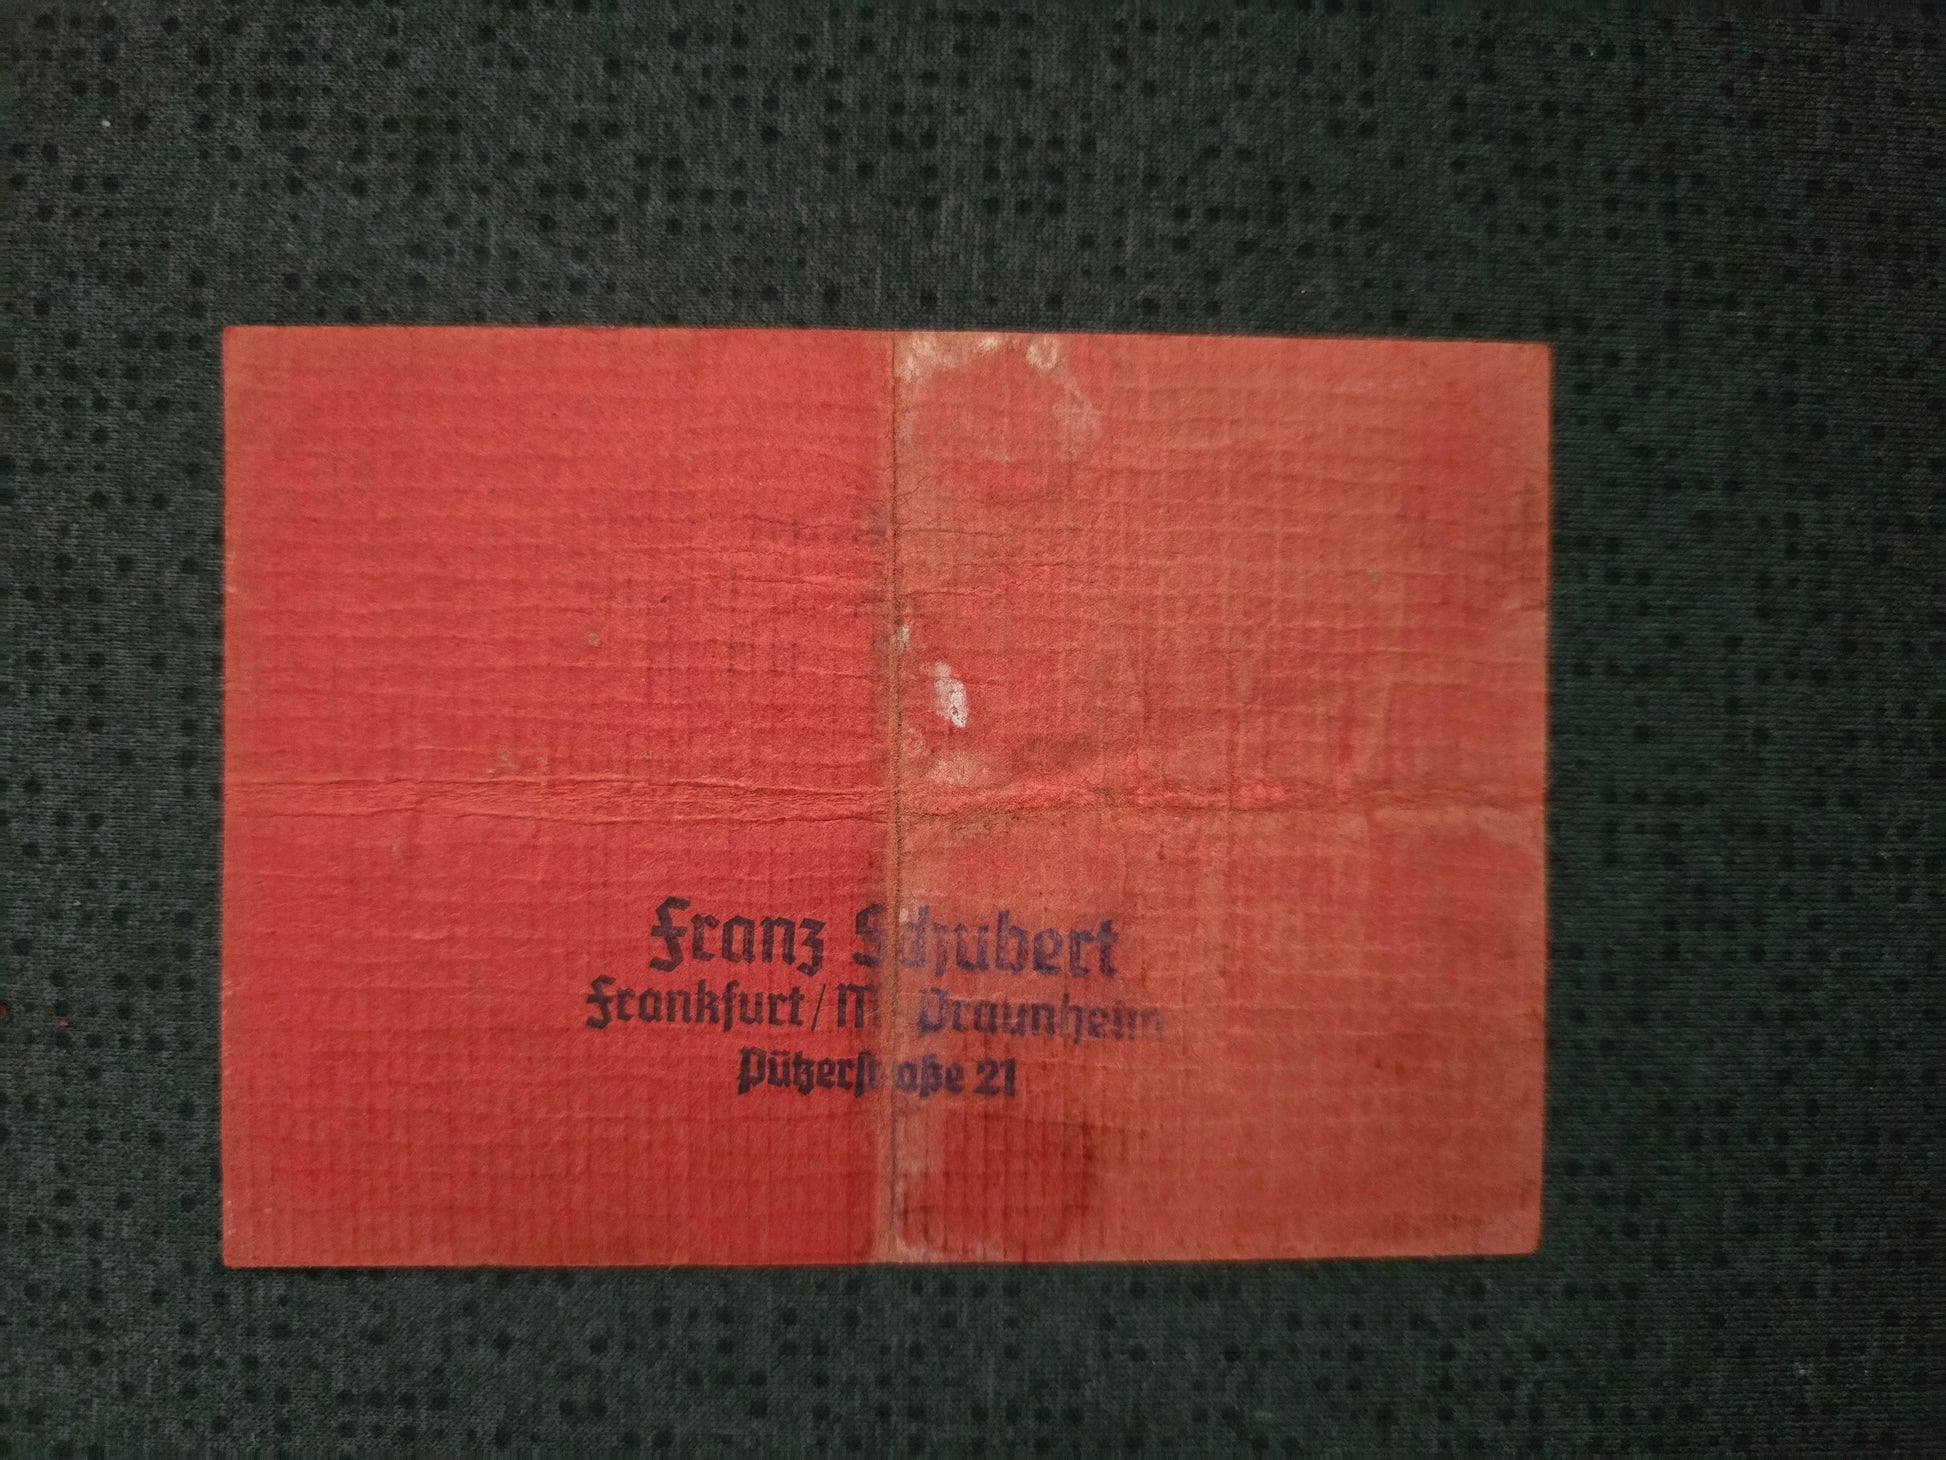 Franz Schubert
Frankfurt/M Praunheim
Pützerstraße 21